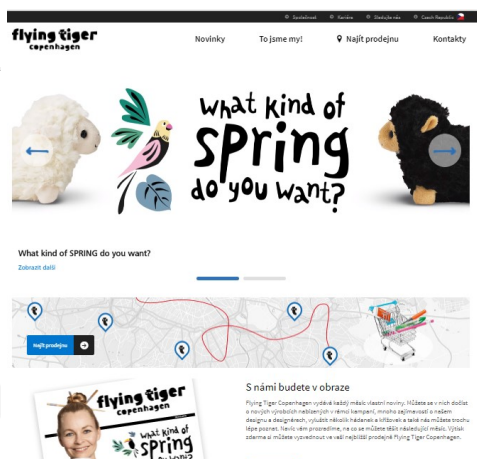 Společnost Kariéra Sledujte nás Czech Republic
flying tiger
copenhagen
Novinky To jsme my! Najít prodejnu Kontakty
what kind of
spring
do you want?
What kind of SPRING do you want?
Zobrazit další
Najít prodejnu
S námi budete v obraze
Flying Tiger Copenhagen vydává každý měsíc vlastní noviny. Můžete se v nich dočíst
o nových výrobcích nabízených v rámci kampaní, mnoho zajímavostí o našem
designu a designérech, vyluštit několik hádanek a křížovek a také nás můžete trochu
lépe poznat. Navíc vám prozradíme, na co se můžete těšit následující měsíc. Výtisk
zdarma si můžete vyzvednout ve vaší nejbližší prodejně Flying Tiger Copenhagen.
flying tiger
copenhagen
what kind of
spring